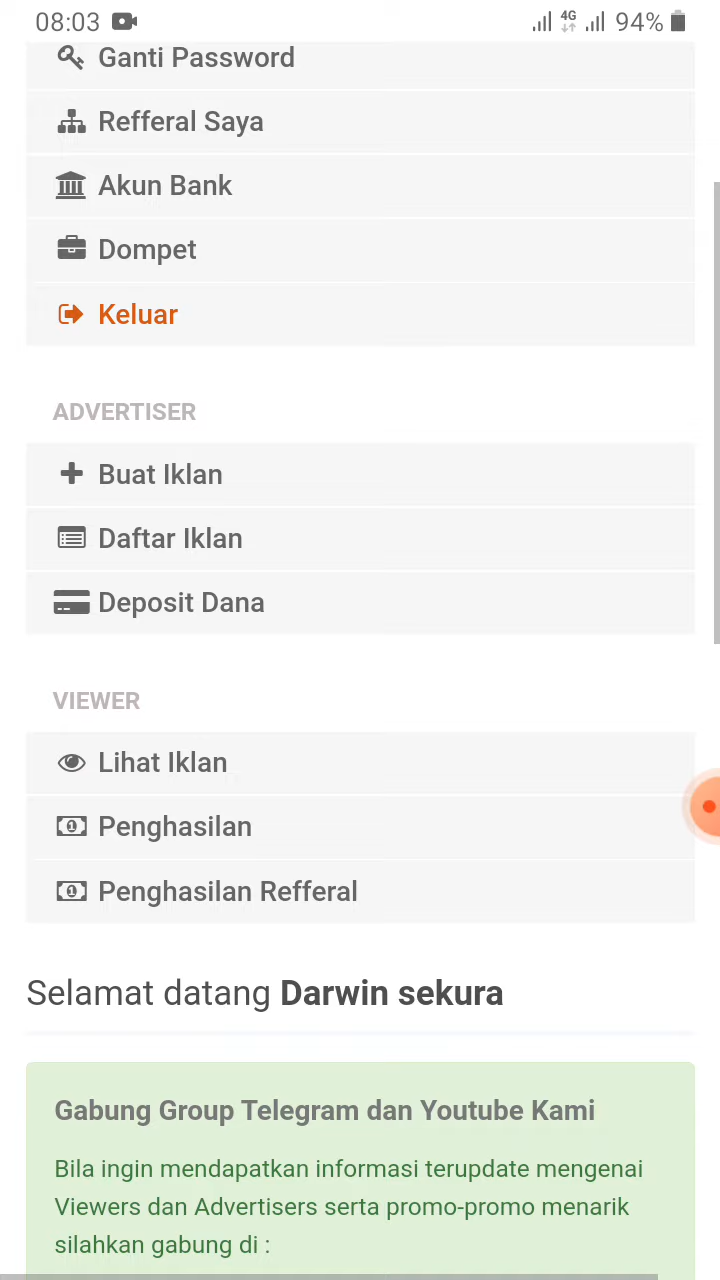 08:03 4G 94%
Ganti Password
Refferal Saya
Akun Bank
Dompet
Keluar
ADVERTISER
Buat Iklan
Daftar Iklan
Deposit Dana
VIEWER
Lihat Iklan
Penghasilan
Penghasilan Refferal
Selamat datang Darwin sekura
Gabung Group Telegram dan Youtube Kami
Bila ingin mendapatkan informasi terupdate mengenai
Viewers dan Advertisers serta promo-promo menarik
silahkan gabung di :